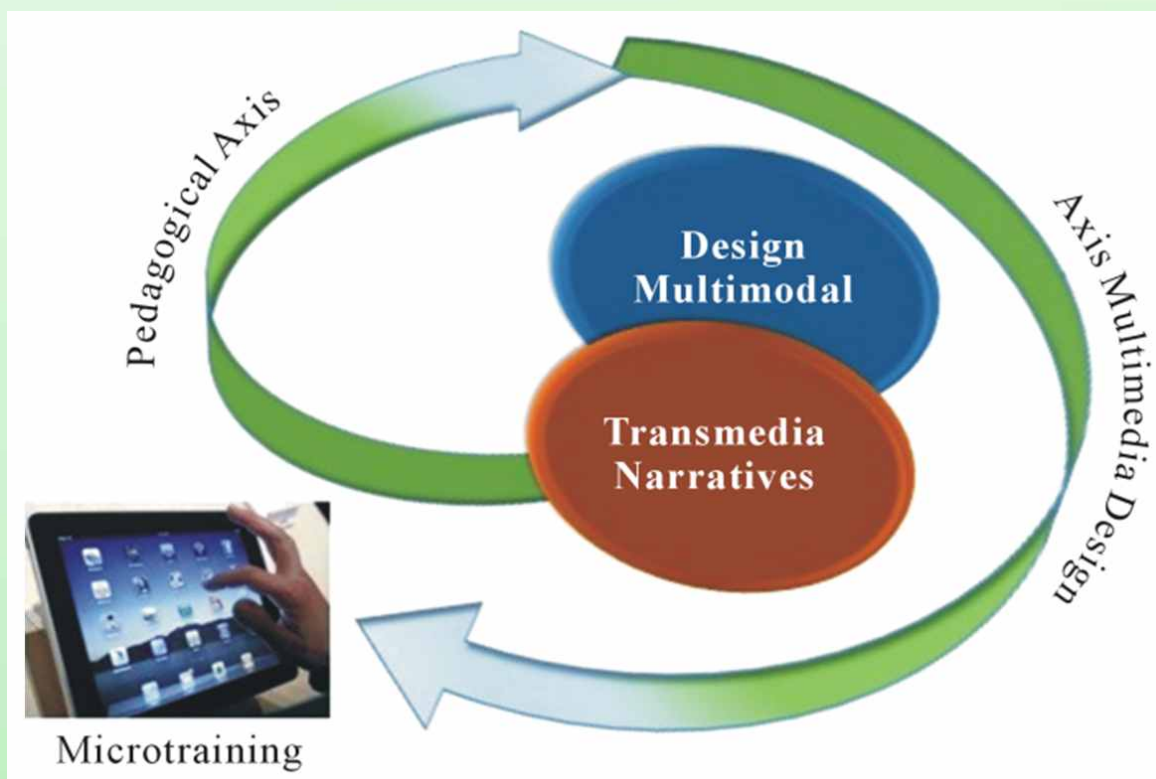 Pedagogical Axis
Axis Multimedia Design
Design
Multimodal
Transmedia
Narratives
Microtraining